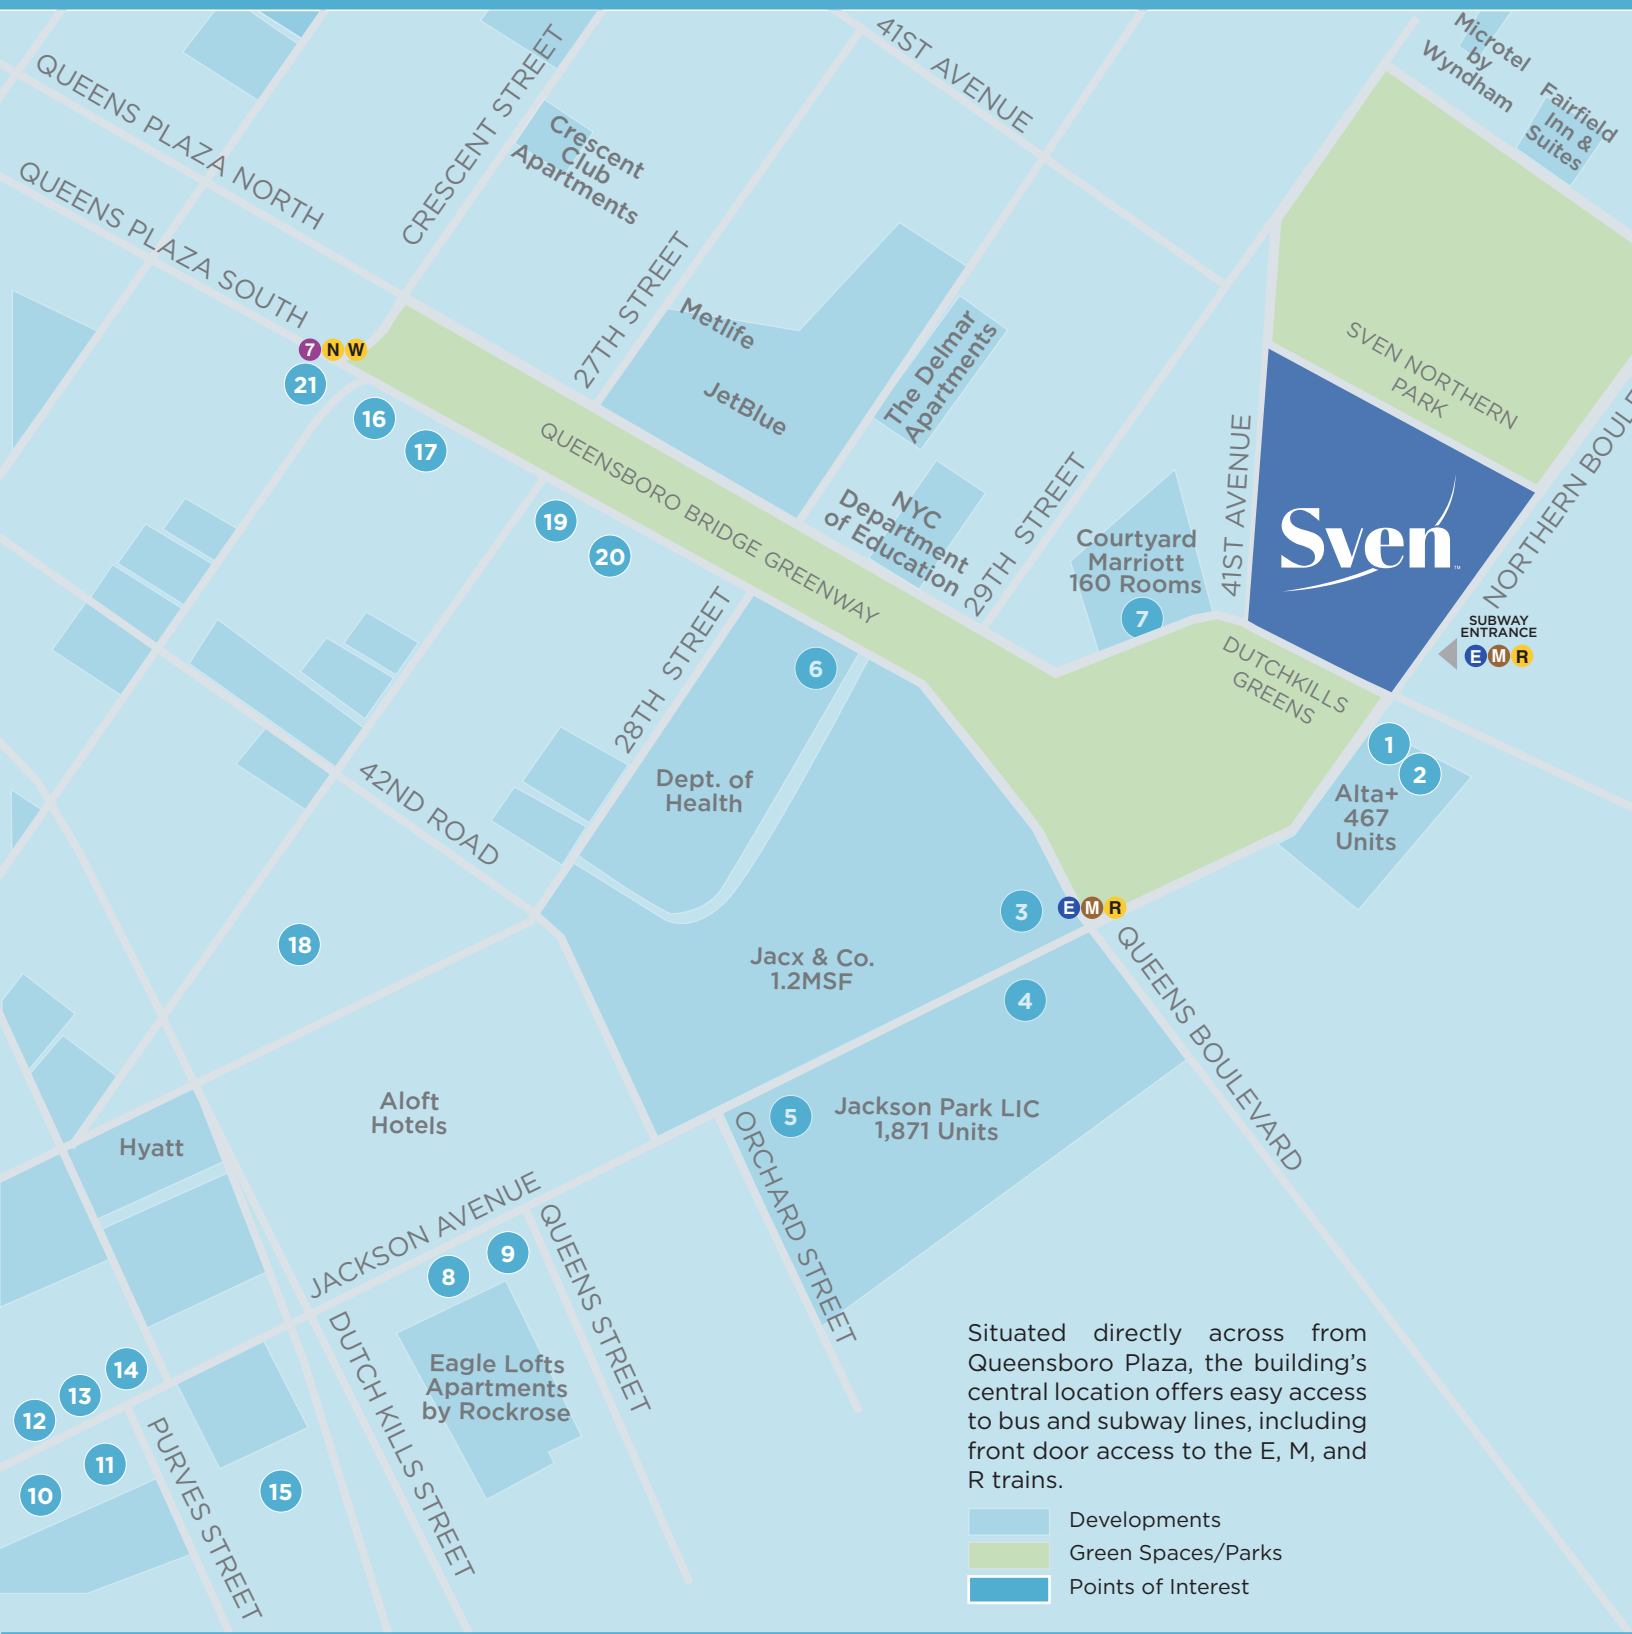 41ST AVENUE
Microtel
by
Wyndham
Fairfield
Inn &
Suites
QUEENS PLAZA NORTH
CRESCENT STREET
Crescent
Club
Apartments
QUEENS PLAZA SOUTH
27TH STREET
Metlife
JetBlue
The Delmar
Apartments
SVEN NORTHERN
PARK
7 N W
21
16
17
QUEENSBORO BRIDGE GREENWAY
19
20
NYC
Department
of Education
29TH STREET
Courtyard
Marriott
160 Rooms
7
41ST AVENUE
Sven
™
NORTHERN BOUL
SUBWAY
ENTRANCE
E M R
DUTCHKILLS
GREENS
28TH STREET
6
Dept. of
Health
1
2
Alta+
467
Units
42ND ROAD
18
3
E M R
Jacx & Co.
1.2MSF
4
QUEENS BOULEVARD
Aloft
Hotels
Hyatt
5
Jackson Park LIC
1,871 Units
ORCHARD STREET
JACKSON AVENUE
QUEENS STREET
8
9
DUTCH KILLS STREET
Eagle Lofts
Apartments
by Rockrose
14
13
12
11
10
15
PURVES STREET
Situated directly across from
Queensboro Plaza, the building's
central location offers easy access
to bus and subway lines, including
front door access to the E, M, and
R trains.
Developments
Green Spaces/Parks
Points of Interest